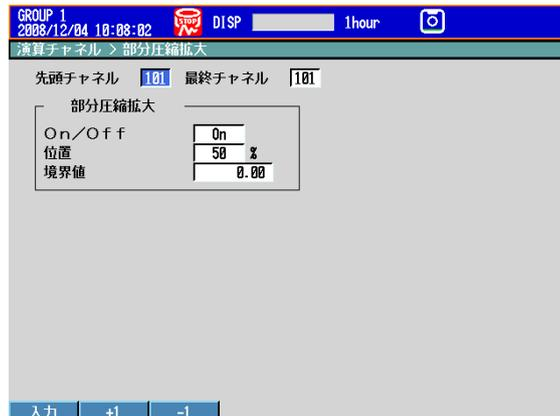 GROUP 1
2008/12/04 10:08:02 STOP DISP 1hour
演算チャネル > 部分圧縮拡大
先頭チャネル 101 最終チャネル 101
部分圧縮拡大
On/Off On
位置 50 %
境界値 0.00
入力 +1 -1